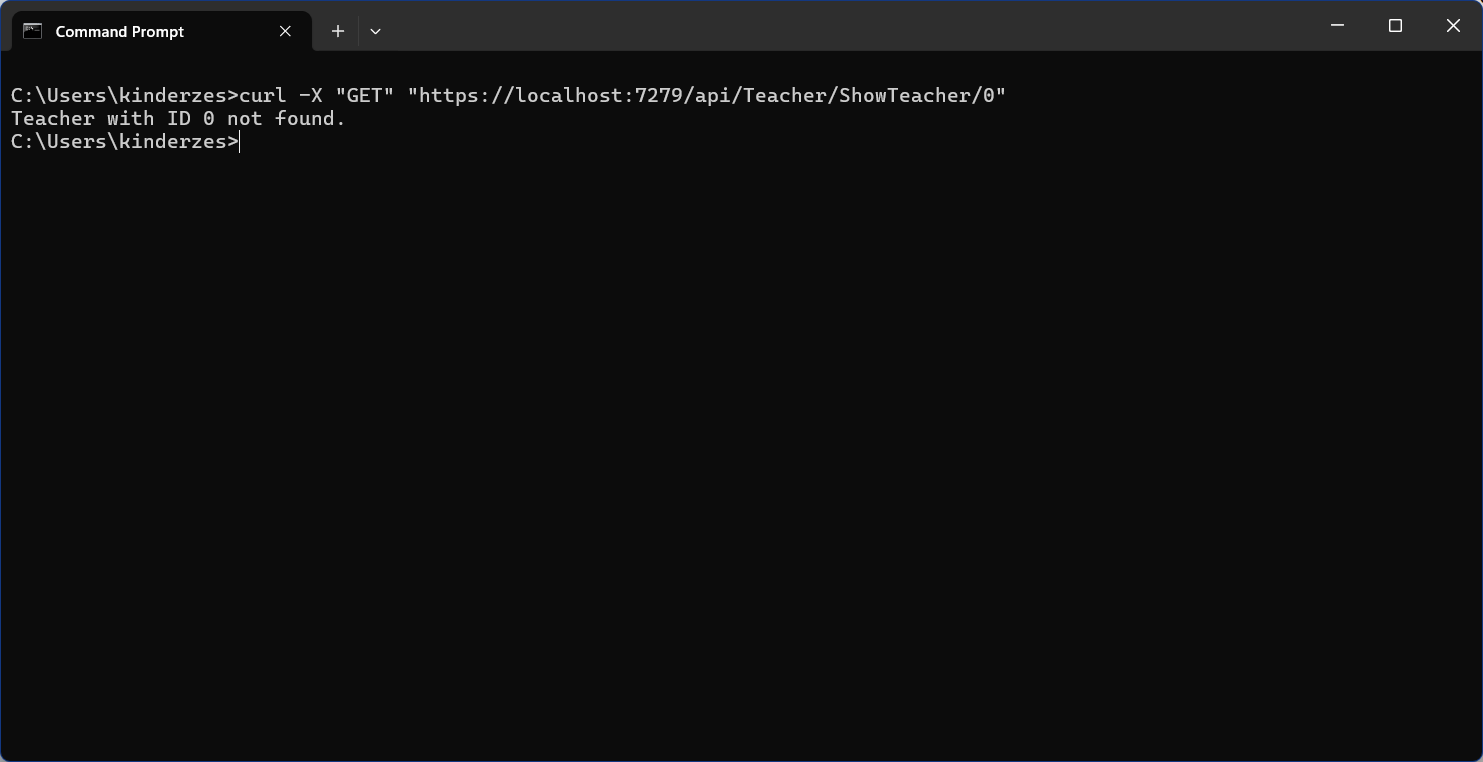 Command Prompt
C:\Users\kinderzes>curl -X "GET" "https://localhost:7279/api/Teacher/ShowTeacher/0"
Teacher with ID 0 not found.
C:\Users\kinderzes>